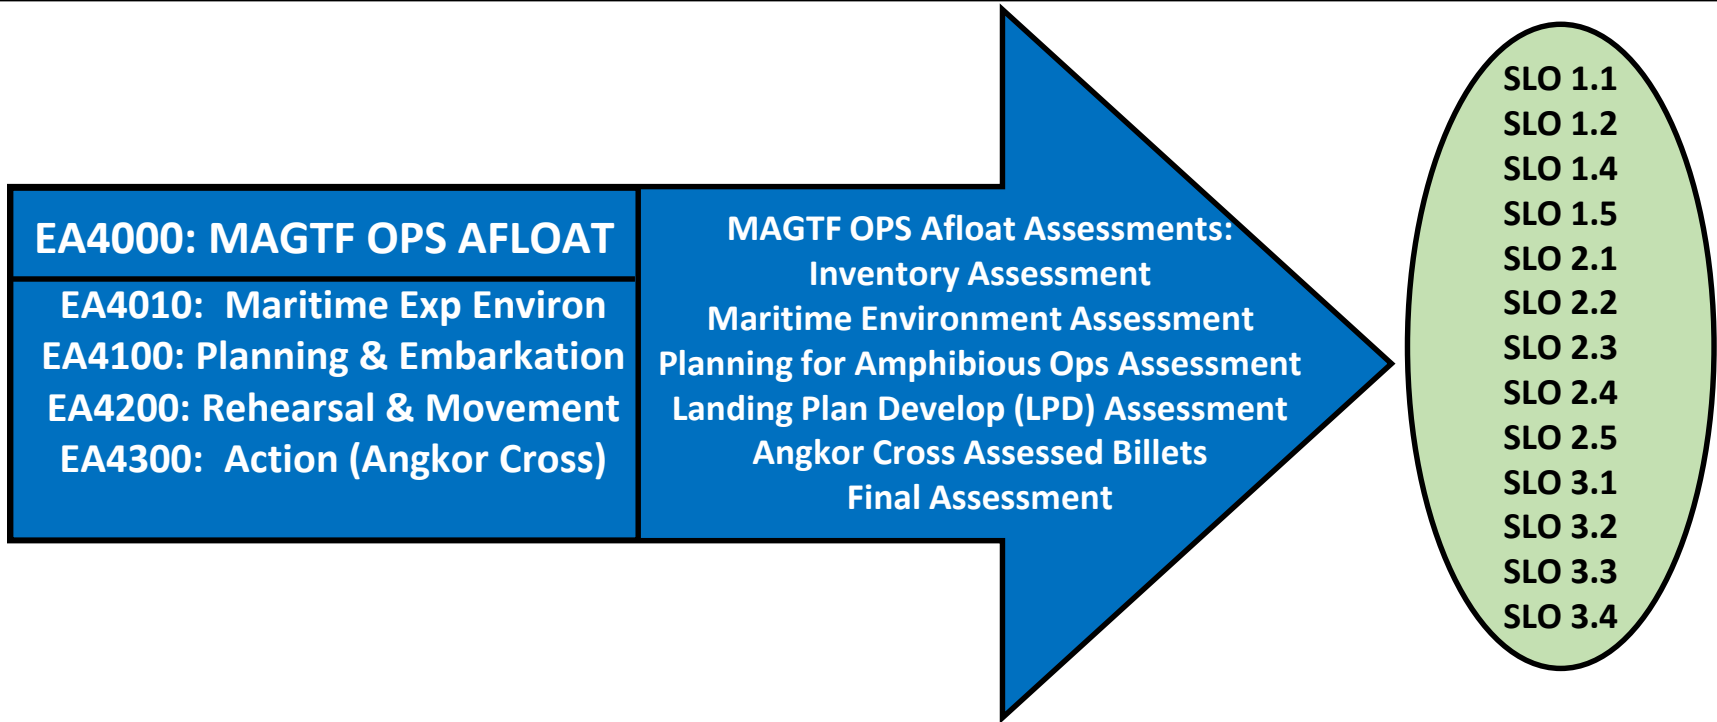 EA4000: MAGTF OPS AFLOAT
EA4010:  Maritime Exp Environ
EA4100: Planning & Embarkation
EA4200: Rehearsal & Movement
EA4300:  Action (Angkor Cross)
MAGTF OPS Afloat Assessments:
Inventory Assessment
Maritime Environment Assessment
Planning for Amphibious Ops Assessment
Landing Plan Develop (LPD) Assessment
Angkor Cross Assessed Billets
Final Assessment
SLO 1.1
SLO 1.2
SLO 1.4
SLO 1.5
SLO 2.1
SLO 2.2
SLO 2.3
SLO 2.4
SLO 2.5
SLO 3.1
SLO 3.2
SLO 3.3
SLO 3.4